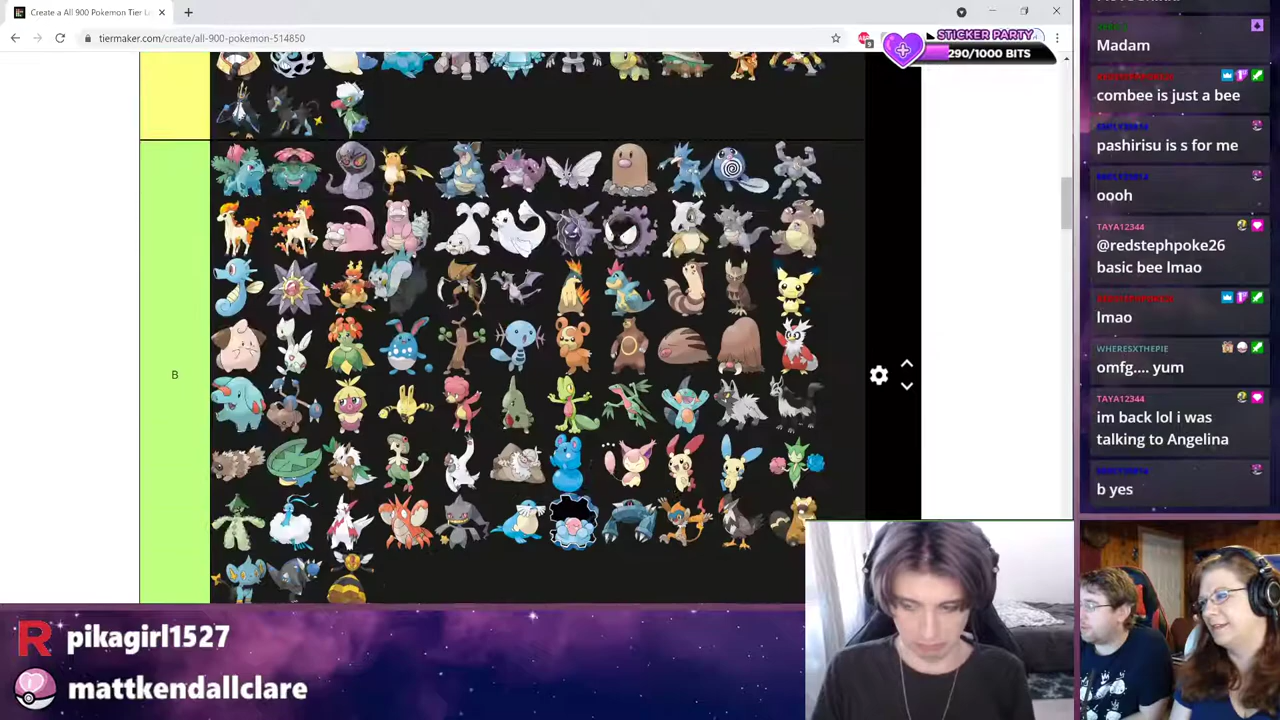 Create a All 900 Pokemon Tier Li
tiermaker.com/create/all-900-pokemon-514850
9
STICKER PARTY
290/1000 BITS
B
Madam
combee is just a bee
pashirisu is s for me
oooh
TAYA12344
@redstephpoke26
basic bee lmao
lmao
WHERESXTHEPIE
omfg.... yum
TAYA12344
im back lol i was
talking to Angelina
b yes
R pikagirl1527
mattkendallclare